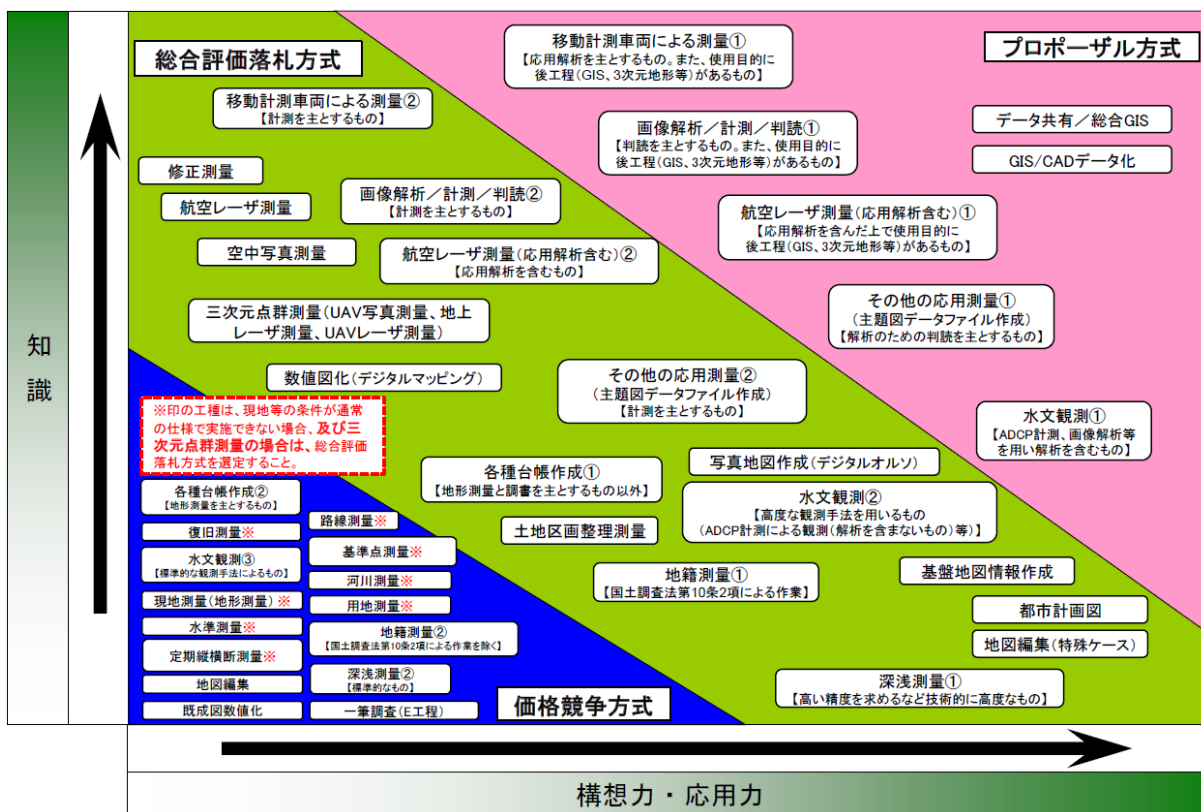 総合評価落札方式
プロポーザル方式
移動計測車両による測量①
【応用解析を主とするもの。また、使用目的に
後工程(GIS、3次元地形等)があるもの】
移動計測車両による測量②
【計測を主とするもの】
画像解析／計測／判読①
【判読を主とするもの。また、使用目的に
後工程(GIS、3次元地形等)があるもの】
データ共有／総合GIS
GIS/CADデータ化
修正測量
航空レーザ測量
画像解析／計測／判読②
【計測を主とするもの】
航空レーザ測量(応用解析含む)①
【応用解析を含んだ上で使用目的に
後工程(GIS、3次元地形等)があるもの】
空中写真測量
航空レーザ測量(応用解析含む)②
【応用解析を含むもの】
三次元点群測量(UAV写真測量、地上
レーザ測量、UAVレーザ測量)
その他の応用測量①
(主題図データファイル作成)
【解析のための判読を主とするもの】
知識
数値図化(デジタルマッピング)
その他の応用測量②
(主題図データファイル作成)
【計測を主とするもの】
※印の工種は、現地等の条件が通常
の仕様で実施できない場合、及び三
次元点群測量の場合は、総合評価
落札方式を選定すること。
水文観測①
【ADCP計測、画像解析等
を用い解析を含むもの】
各種台帳作成①
【地形測量と調書を主とするもの以外】
写真地図作成(デジタルオルソ)
水文観測②
【高度な観測手法を用いるもの
(ADCP計測による観測(解析を含まないもの)等)】
土地区画整理測量
地籍測量①
【国土調査法第10条2項による作業】
基盤地図情報作成
都市計画図
地図編集(特殊ケース)
深浅測量①
【高い精度を求めるなど技術的に高度なもの】
各種台帳作成②
【地形測量を主とするもの】
復旧測量※
水文観測③
【標準的な観測手法によるもの】
現地測量(地形測量)※
水準測量※
定期縦横断測量※
地図編集
既成図数値化
路線測量※
基準点測量※
河川測量※
用地測量※
地籍測量②
【国土調査法第10条2項による作業を除く】
深浅測量②
【標準的なもの】
一筆調査(E工程)
価格競争方式
構想力・応用力